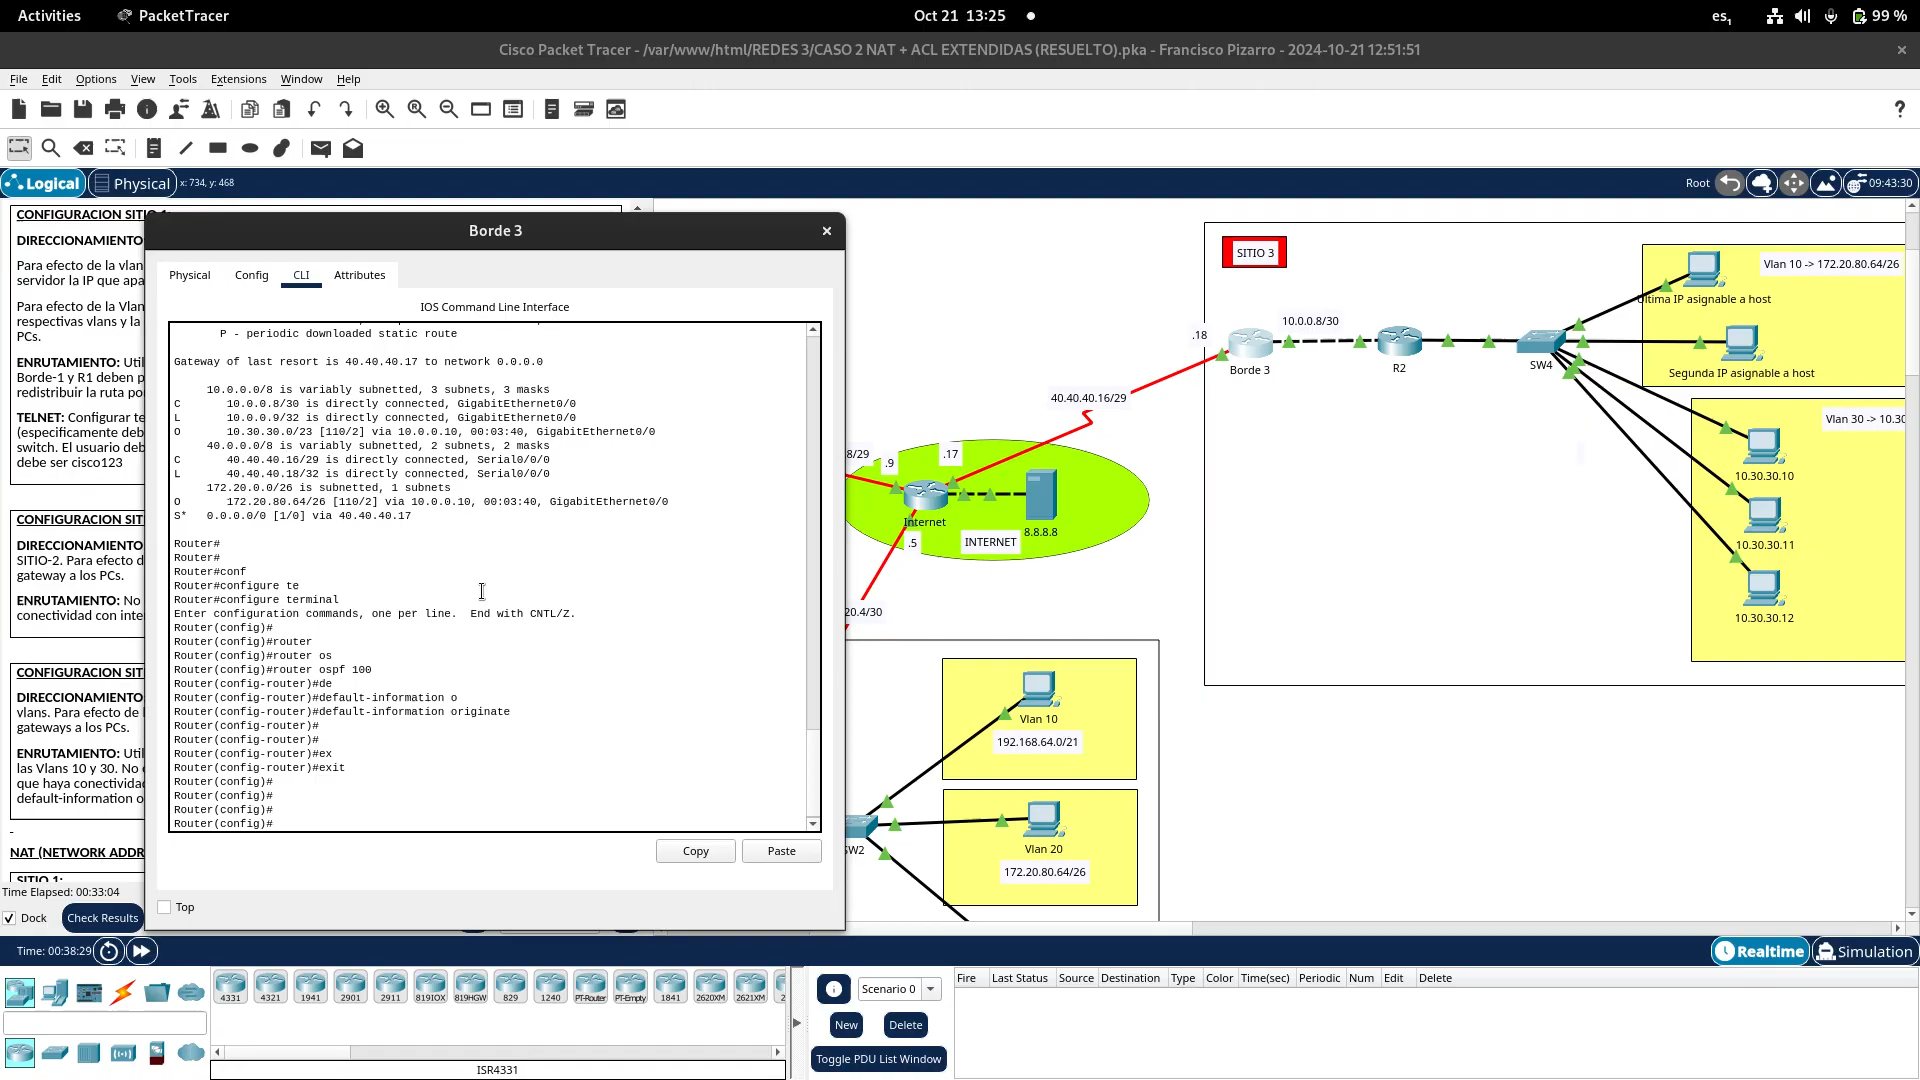 Activities
PacketTracer
Oct 21 13:25
es1
99 %
Cisco Packet Tracer - /var/www/html/REDES 3/CASO 2 NAT + ACL EXTENDIDAS (RESUELTO).pka - Francisco Pizarro - 2024-10-21 12:51:51
File Edit Options View Tools Extensions Window Help
Logical
Physical
x: 734, y: 468
Root
09:43:30
CONFIGURACION SITIO 1:
DIRECCIONAMIENTO
Para efecto de la vlan
servidor la IP que apa
Para efecto de la Vlan
respectivas vlans y la
PCs.
ENRUTAMIENTO: Util
Borde-1 y R1 deben p
redistribuir la ruta po
TELNET: Configurar te
(especificamente deb
switch. El usuario deb
debe ser cisco123
CONFIGURACION SIT
DIRECCIONAMIENTO
SITIO-2. Para efecto d
gateway a los PCs.
ENRUTAMIENTO: No
conectividad con inte
CONFIGURACION SIT
DIRECCIONAMIENTO:
vlans. Para efecto de
gateways a los PCs.
ENRUTAMIENTO: Util
las Vlans 10 y 30. No
que haya conectividad
default-information o
-
NAT (NETWORK ADDR
SITIO 1:
Time Elapsed: 00:33:04
Dock
Check Results
Borde 3
Physical
Config
CLI
Attributes
IOS Command Line Interface
P - periodic downloaded static route
Gateway of last resort is 40.40.40.17 to network 0.0.0.0
10.0.0.0/8 is variably subnetted, 3 subnets, 3 masks
C 10.0.0.8/30 is directly connected, GigabitEthernet0/0
L 10.0.0.9/32 is directly connected, GigabitEthernet0/0
O 10.30.30.0/23 [110/2] via 10.0.0.10, 00:03:40, GigabitEthernet0/0
40.0.0.0/8 is variably subnetted, 2 subnets, 2 masks
C 40.40.40.16/29 is directly connected, Serial0/0/0
L 40.40.40.18/32 is directly connected, Serial0/0/0
172.20.0.0/26 is subnetted, 1 subnets
O 172.20.80.64/26 [110/2] via 10.0.0.10, 00:03:40, GigabitEthernet0/0
S* 0.0.0.0/0 [1/0] via 40.40.40.17
Router#
Router#
Router#conf
Router#configure te
Router#configure terminal
Enter configuration commands, one per line. End with CNTL/Z.
Router(config)#
Router(config)#router
Router(config)#router os
Router(config)#router ospf 100
Router(config-router)#de
Router(config-router)#default-information o
Router(config-router)#default-information originate
Router(config-router)#
Router(config-router)#
Router(config-router)#ex
Router(config-router)#exit
Router(config)#
Router(config)#
Router(config)#
Router(config)#
Copy
Paste
Top
SITIO 3
Vlan 10 -> 172.20.80.64/26
Ultima IP asignable a host
.18
10.0.0.8/30
Borde 3
R2
SW4
Segunda IP asignable a host
40.40.40.16/29
Vlan 30 -> 10.30
8/29
.9
.17
10.30.30.10
Internet
8.8.8.8
.5
INTERNET
10.30.30.11
20.4/30
10.30.30.12
Vlan 10
192.168.64.0/21
SW2
Vlan 20
172.20.80.64/26
Time: 00:38:29
Realtime
Simulation
4331
4321
1941
2901
2911
819IOX
819HGW
829
1240
PT-Router
PT-Empty
1841
2620XM
2621XM
2
ISR4331
Scenario 0
New
Delete
Toggle PDU List Window
Fire
Last Status
Source
Destination
Type
Color
Time(sec)
Periodic
Num
Edit
Delete